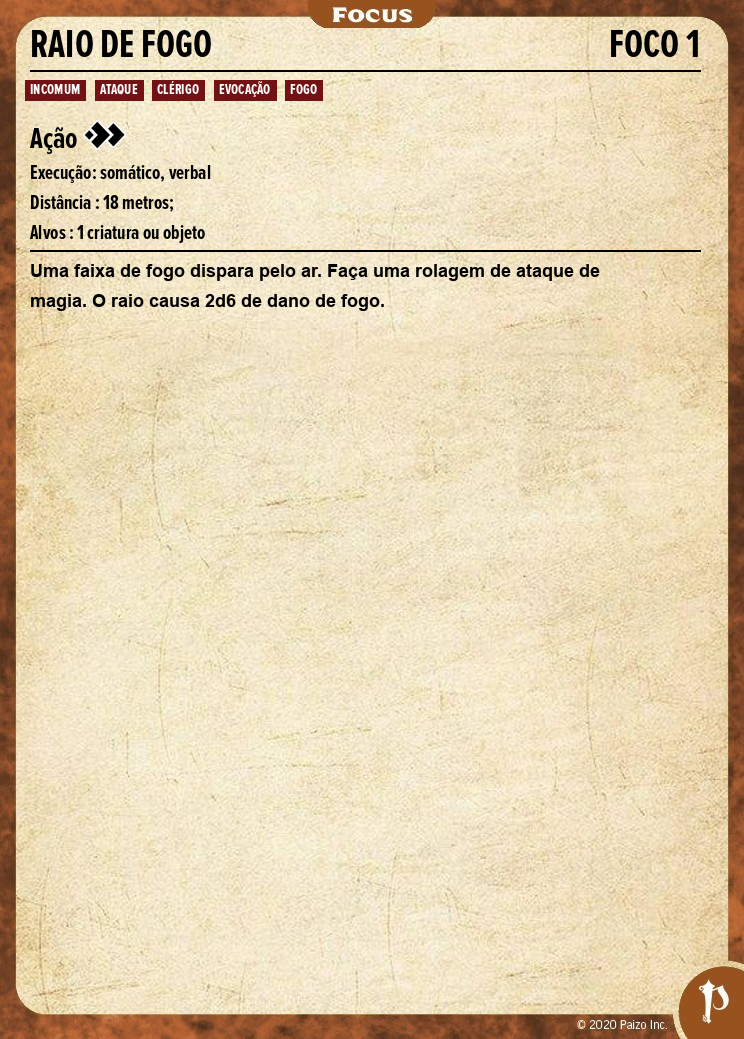 Focus
RAIO DE FOGO FOCO 1
INCOMUM ATAQUE CLÉRIGO EVOCAÇÃO FOGO
Ação
Execução: somático, verbal
Distância : 18 metros;
Alvos : 1 criatura ou objeto
Uma faixa de fogo dispara pelo ar. Faça uma rolagem de ataque de
magia. O raio causa 2d6 de dano de fogo.
© 2020 Paizo Inc.